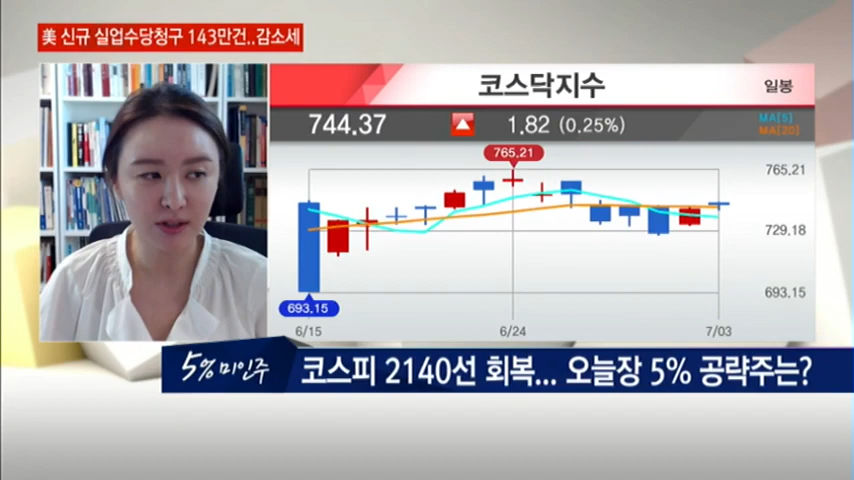 美 신규 실업수당청구 143만건..감소세
코스닥지수
일봉
744.37 1.82 (0.25%)
MA[5]
MA[20]
765.21
765.21
729.18
693.15
693.15
6/15 6/24 7/03
5% 미인주
코스피 2140선 회복... 오늘장 5% 공략주는?